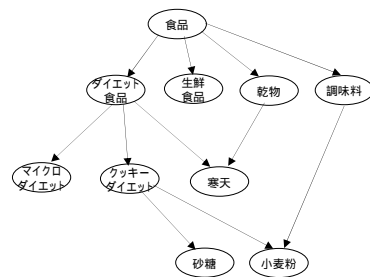 食品
ダイエット
食品
生鮮
食品
乾物
調味料
マイクロ
ダイエット
クッキー
ダイエット
寒天
砂糖
小麦粉